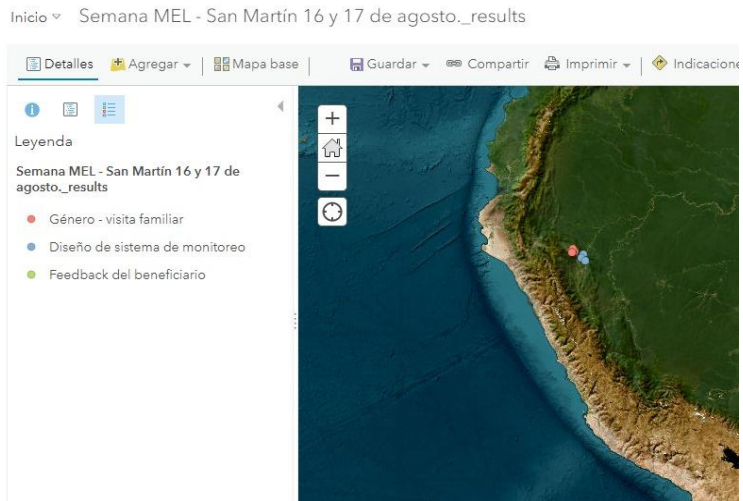 Inicio Semana MEL - San Martín 16 y 17 de agosto._results
Detalles Agregar Mapa base Guardar Compartir Imprimir Indicacione
Leyenda
Semana MEL - San Martín 16 y 17 de
agosto._results
Género - visita familiar
Diseño de sistema de monitoreo
Feedback del beneficiario